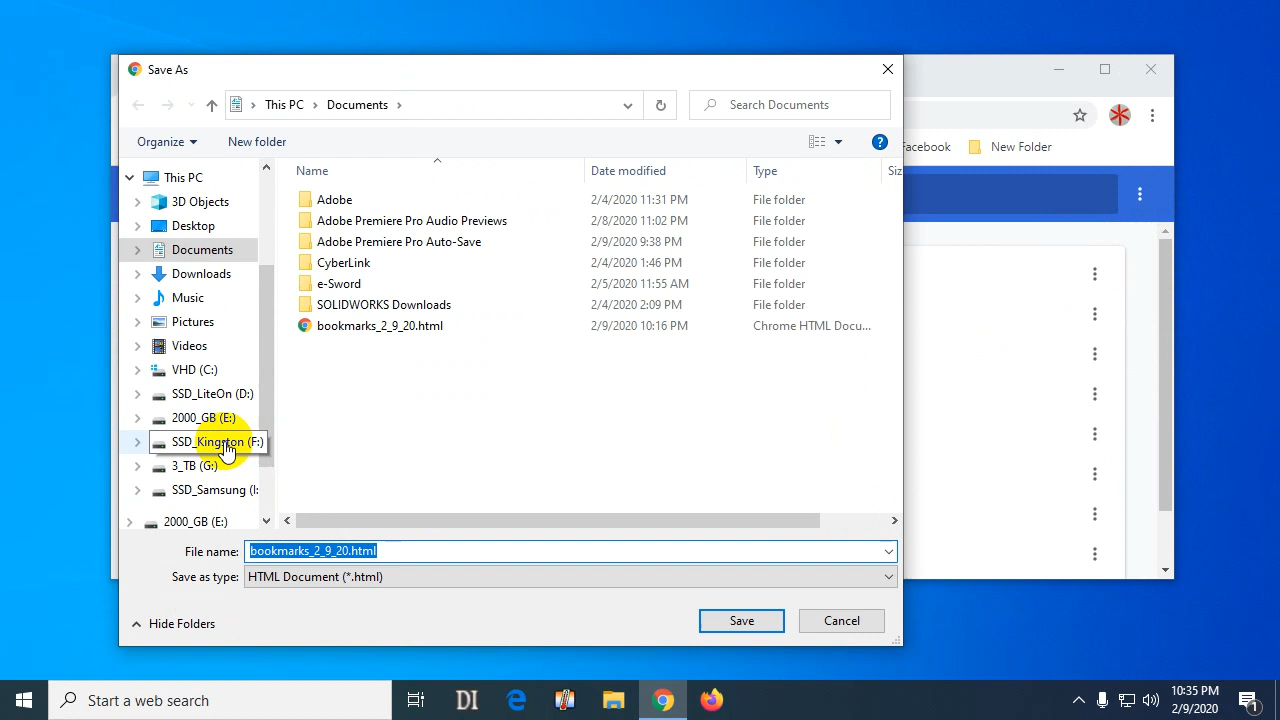 Save As
This PC
Documents
Search Documents
Organize
New folder
Facebook
New Folder
This PC
3D Objects
Desktop
Documents
Downloads
Music
Pictures
Videos
VHD (C:)
SSD_LiteOn (D:)
2000_GB (E:)
SSD_Kingston (F:)
3_TB (G:)
SSD_Samsung (I:
2000_GB (E:)
Name Date modified Type Siz
Adobe 2/4/2020 11:31 PM File folder
Adobe Premiere Pro Audio Previews 2/8/2020 11:02 PM File folder
Adobe Premiere Pro Auto-Save 2/9/2020 9:38 PM File folder
CyberLink 2/4/2020 1:46 PM File folder
e-Sword 2/5/2020 11:55 AM File folder
SOLIDWORKS Downloads 2/4/2020 2:09 PM File folder
bookmarks_2_9_20.html 2/9/2020 10:16 PM Chrome HTML Docu...
File name: bookmarks_2_9_20.html
Save as type: HTML Document (*.html)
Hide Folders
Save
Cancel
Start a web search
DI
10:35 PM
2/9/2020
1